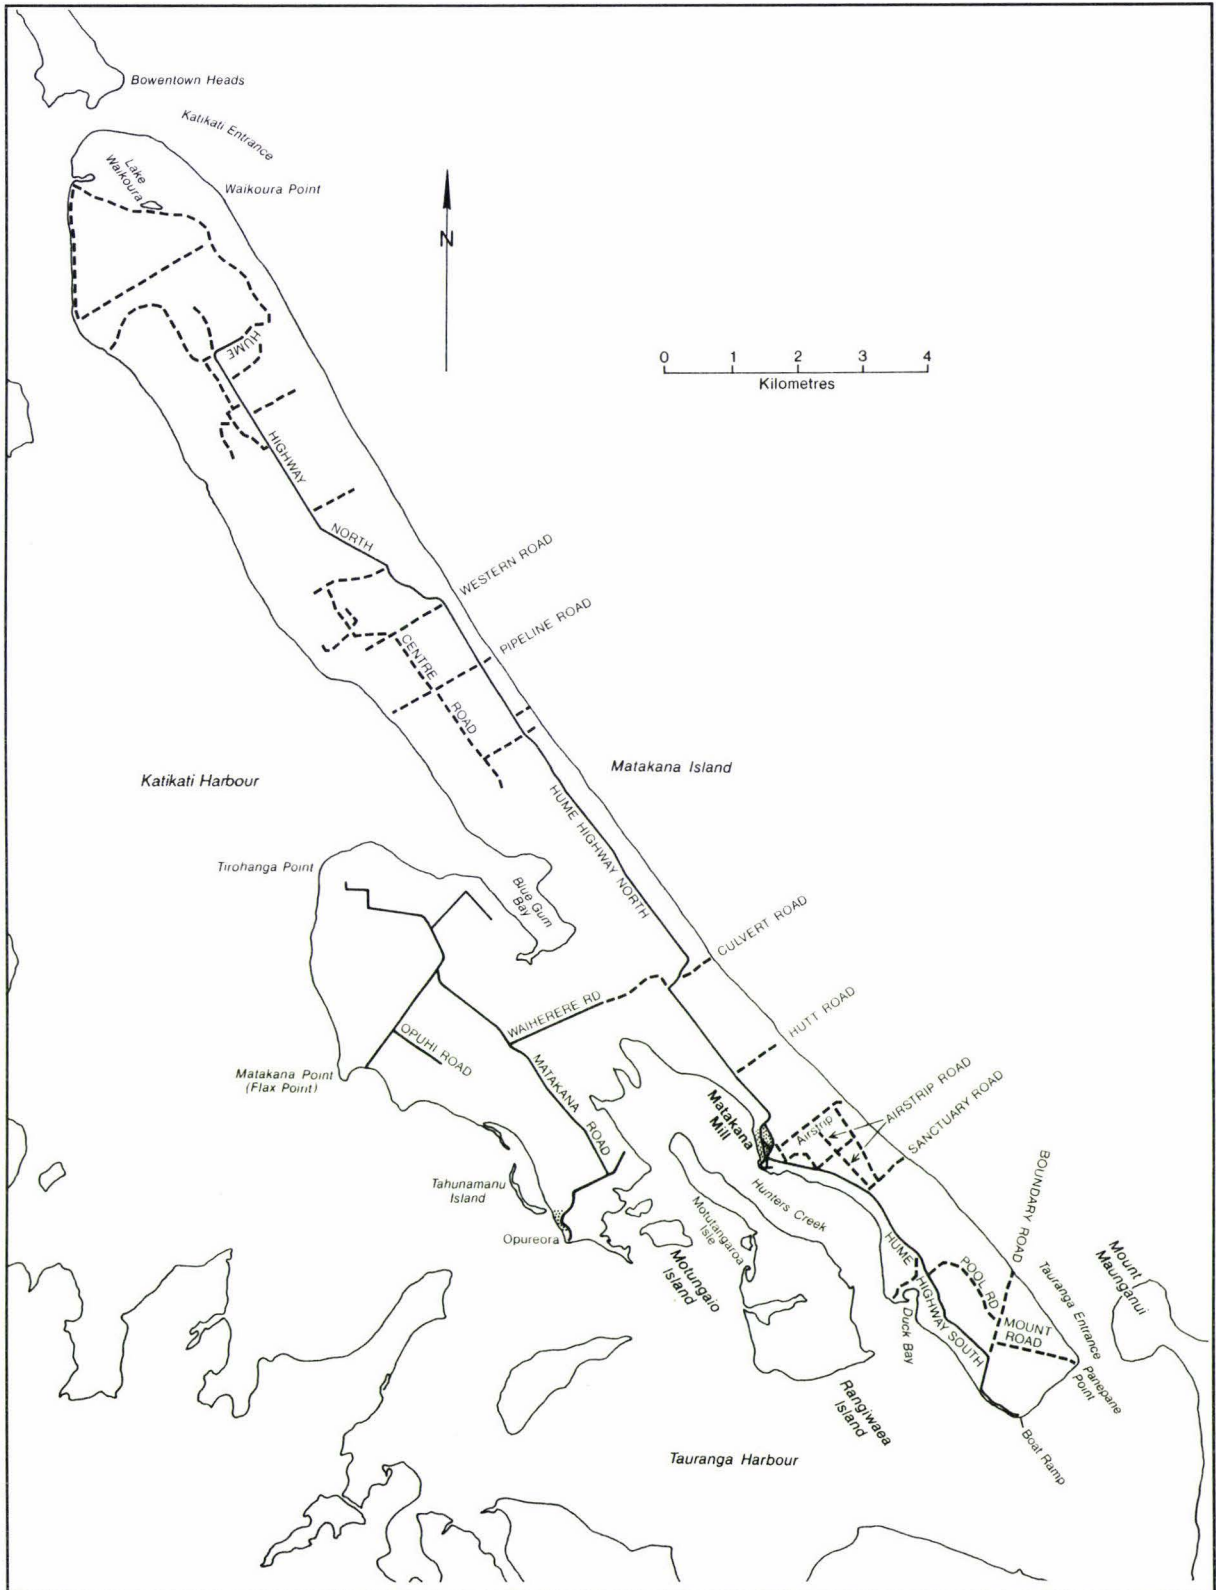 Bowentown Heads
Katikati Entrance
Lake
Waikoura
Waikoura Point
N
0 1 2 3 4
Kilometres
HUME
HIGHWAY
NORTH
WESTERN ROAD
PIPELINE ROAD
CENTRE
ROAD
Matakana Island
Katikati Harbour
HUME HIGHWAY NORTH
Tirohanga Point
Blue Gum
Bay
CULVERT ROAD
WAIHERERE RD
HUTT ROAD
OPUHI ROAD
Matakana Point
(Flax Point)
MATAKANA
ROAD
Matakana
Mill
Airstrip
AIRSTRIP ROAD
SANCTUARY ROAD
BOUNDARY ROAD
Tahunamanu
Island
Hunters Creek
Motutangaroa
Isle
Opureora
Motungaio
Island
HUME
HIGHWAY SOUTH
POOL RD
MOUNT
ROAD
Tauranga Entrance
Mount
Maunganui
Duck Bay
Panepane
Point
Rangiwaea
Island
Boat Ramp
Tauranga Harbour